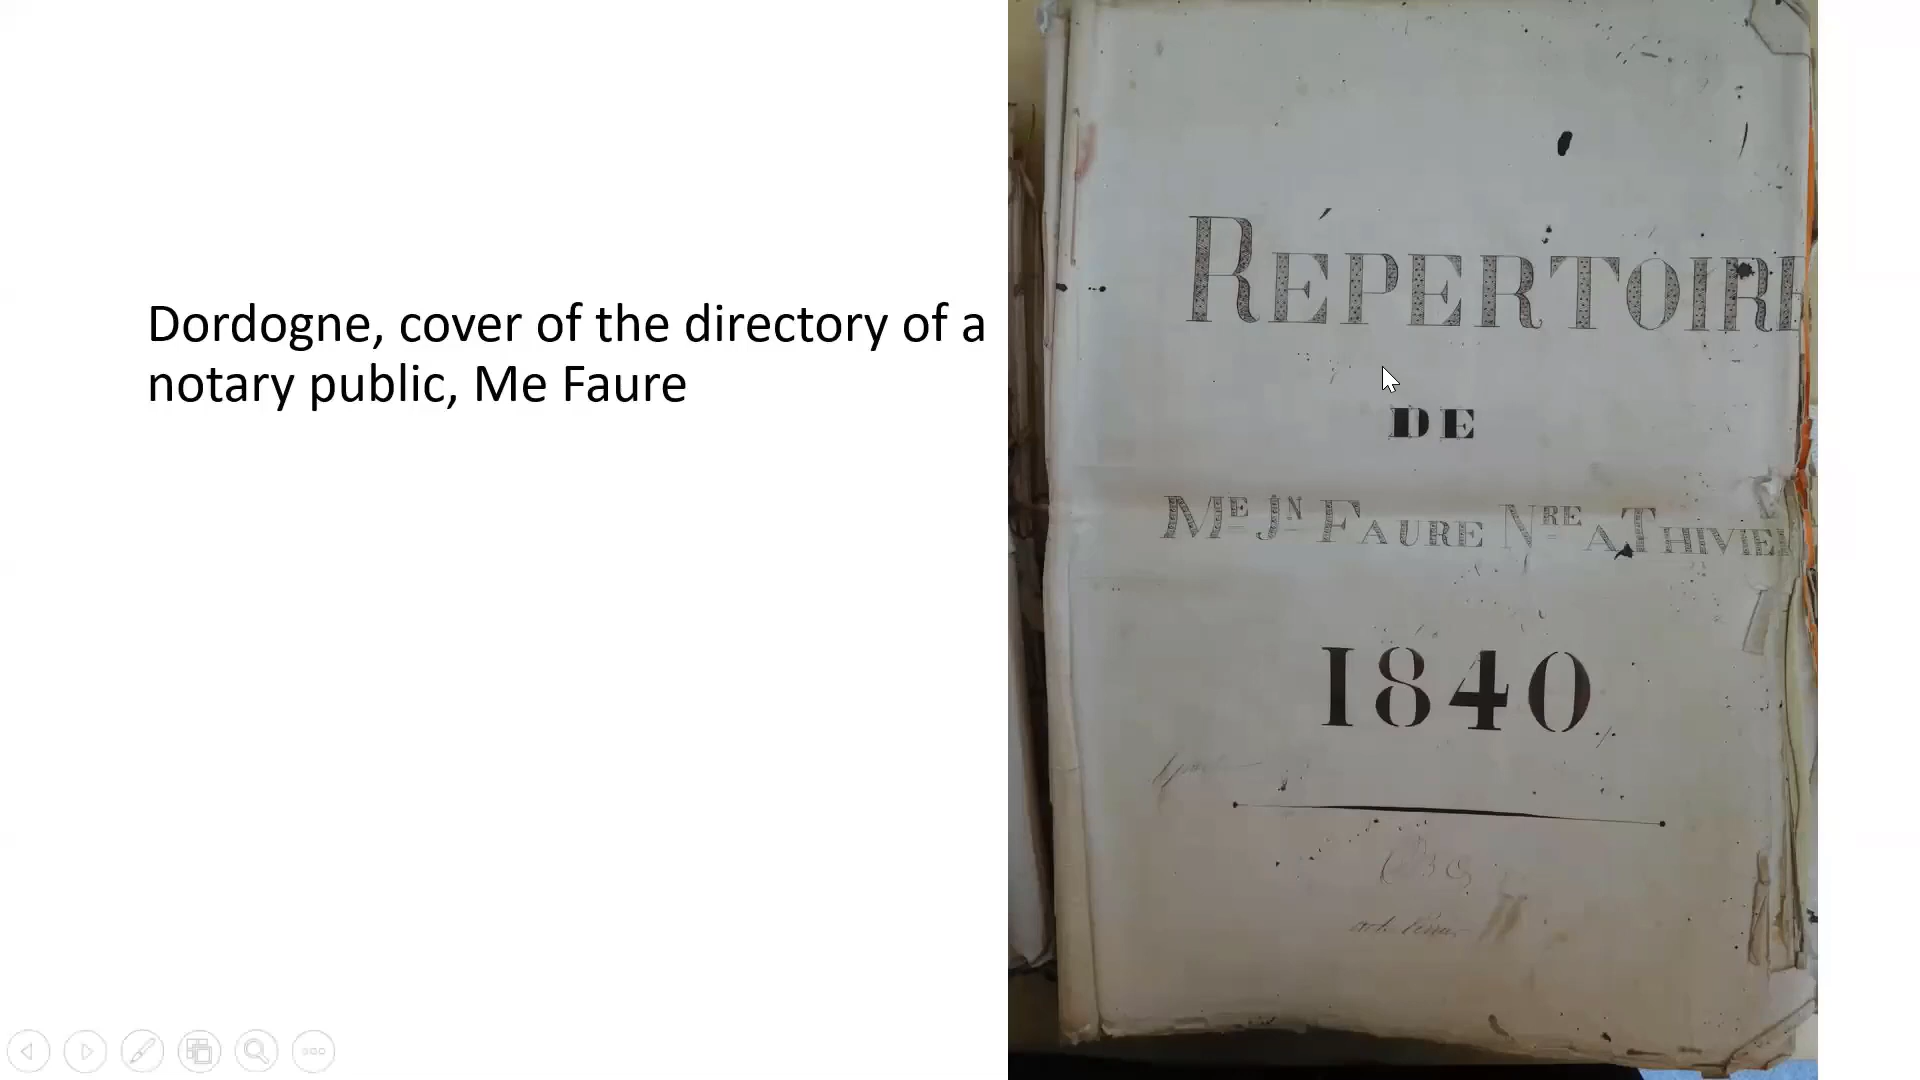 Dordogne, cover of the directory of a
notary public, Me Faure
RÉPERTOIRE
DE
ME JN FAURE NRE A THIVIER
1840